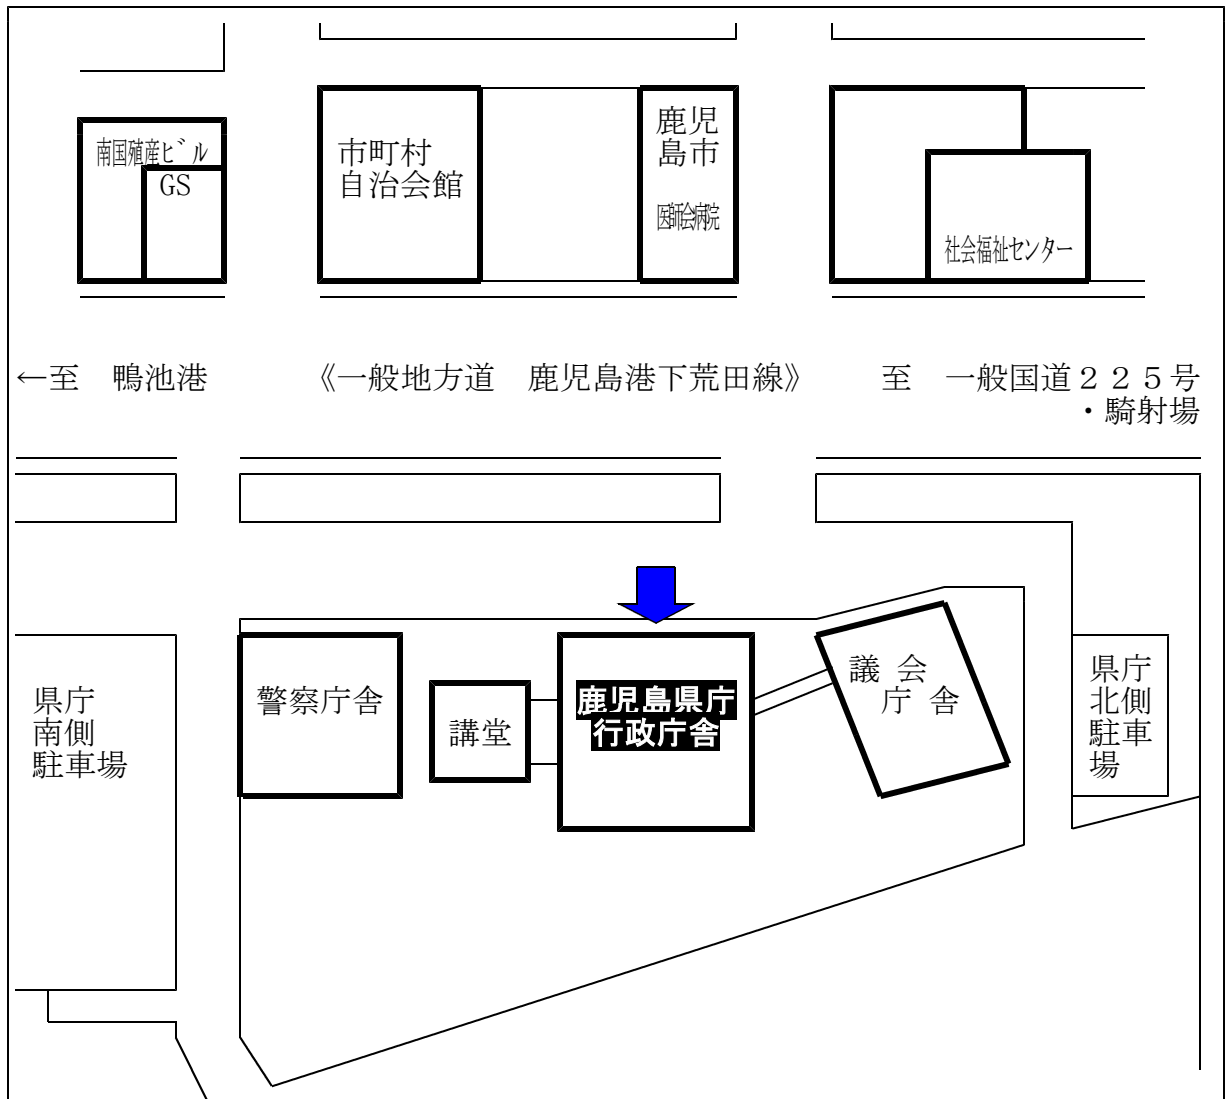 南国殖産ビル
GS
市町村
自治会館
鹿児
島市
医師会病院
社会福祉センター
←至　鴨池港
《一般地方道　鹿児島港下荒田線》
至　一般国道２２５号
・騎射場
県庁
南側
駐車場
警察庁舎
講堂
鹿児島県庁
行政庁舎
議 会
庁 舎
県庁
北側
駐車
場